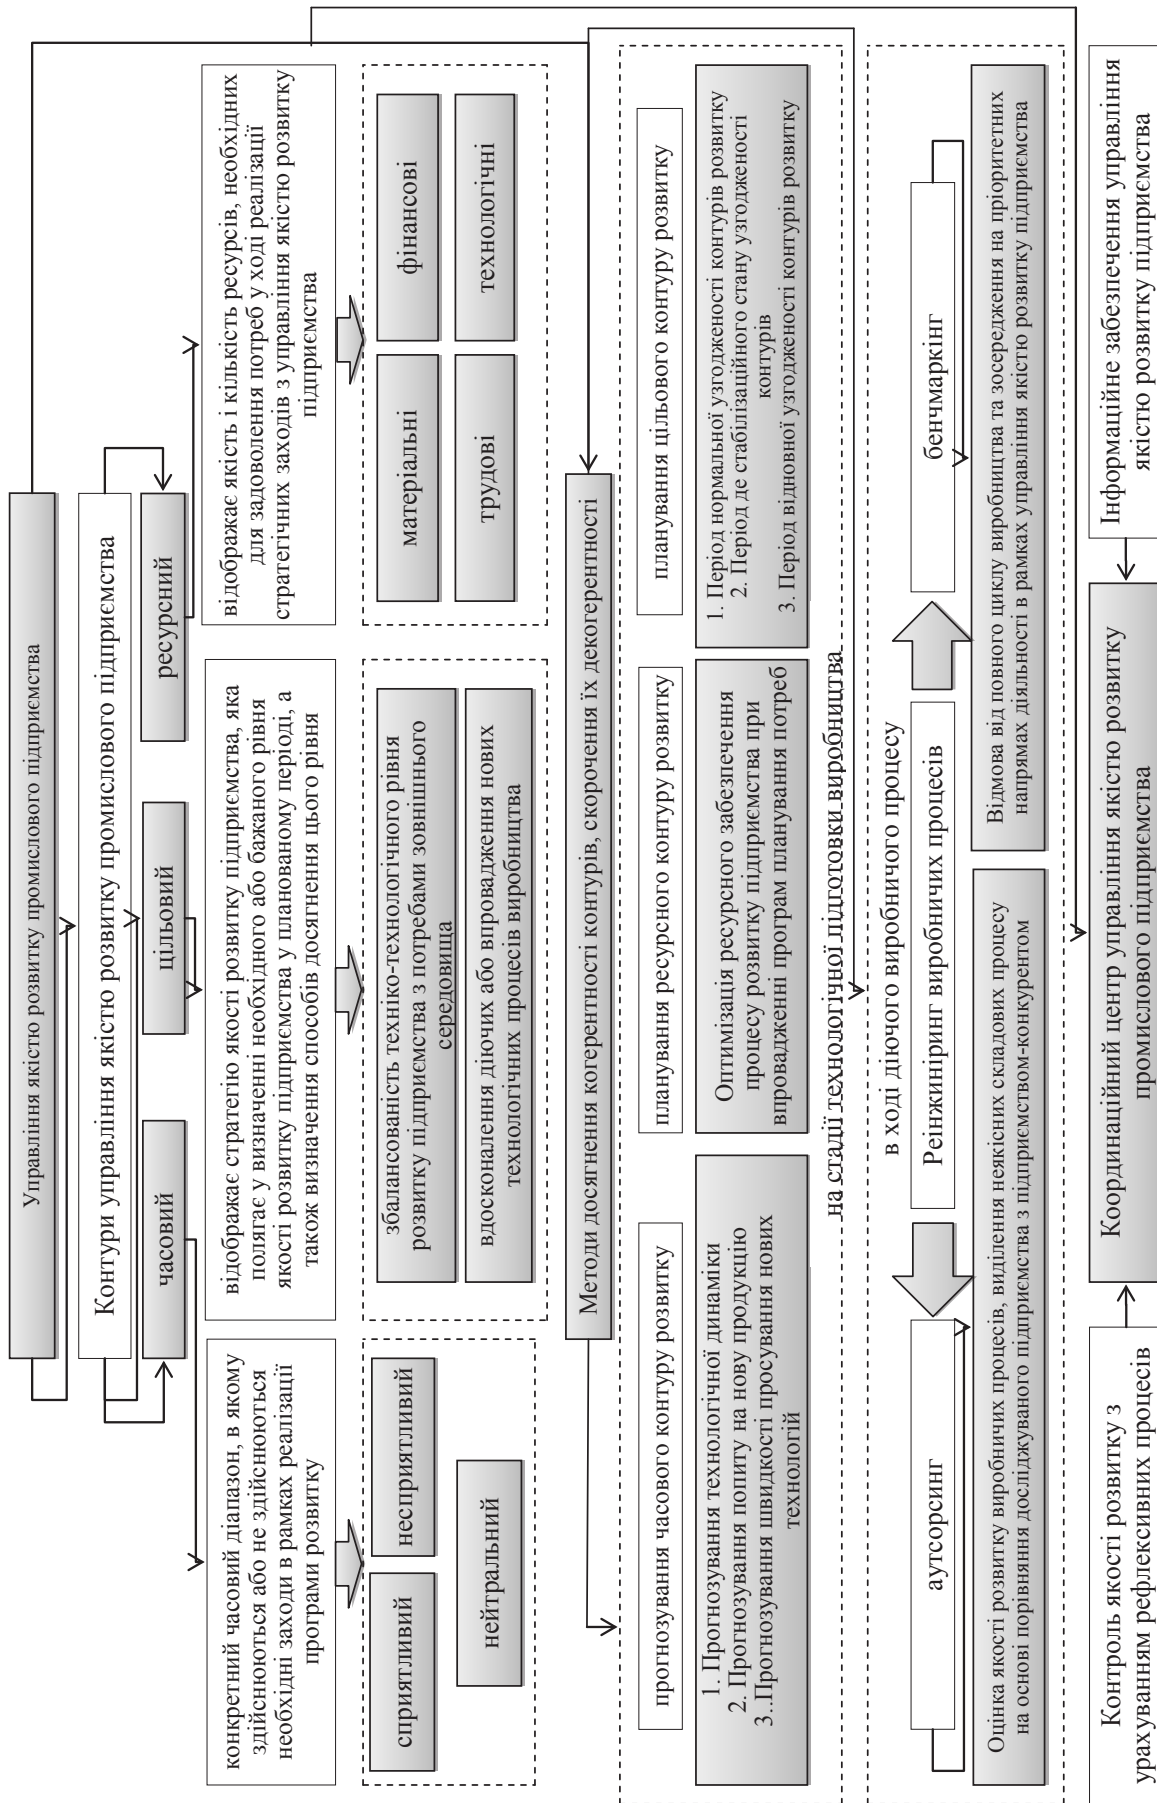 Управління якістю розвитку промислового підприємства
Контури управління якістю розвитку промислового підприємства
часовий
цільовий
ресурсний
конкретний часовий діапазон, в якому
здійснюються або не здійснюються
необхідні заходи в рамках реалізації
програми розвитку
відображає стратегію якості розвитку підприємства, яка
полягає у визначенні необхідного або бажаного рівня
якості розвитку підприємства у плановому періоді, а
також визначення способів досягнення цього рівня
відображає якість і кількість ресурсів, необхідних
для задоволення потреб у ході реалізації
стратегічних заходів з управління якістю розвитку
підприємства
сприятливий
несприятливий
нейтральний
збалансованість техніко-технологічного рівня
розвитку підприємства з потребами зовнішнього
середовища
вдосконалення діючих або впровадження нових
технологічних процесів виробництва
матеріальні
фінансові
трудові
технологічні
Методи досягнення когерентності контурів, скорочення їх декогерентності
прогнозування часового контуру розвитку
планування ресурсного контуру розвитку
планування цільового контуру розвитку
1. Прогнозування технологічної динаміки
2. Прогнозування попиту на нову продукцію
3..Прогнозування швидкості просування нових
технологій
Оптимізація ресурсного забезпечення
процесу розвитку підприємства при
впровадженні програм планування потреб
1. Період нормальної узгодженості контурів розвитку
2. Період де стабілізаційного стану узгодженості
контурів
3. Період відновної узгодженості контурів розвитку
на стадії технологічної підготовки виробництва
в ході діючого виробничого процесу
аутсорсинг
Реінжиніринг виробничих процесів
бенчмаркінг
Оцінка якості розвитку виробничих процесів, виділення неякісних складових процесу
на основі порівняння досліджуваного підприємства з підприємством-конкурентом
Відмова від повного циклу виробництва та зосередження на пріоритетних
напрямах діяльності в рамках управління якістю розвитку підприємства
Контроль якості розвитку з
урахуванням рефлексивних процесів
Координаційний центр управління якістю розвитку
промислового підприємства
Інформаційне забезпечення управління
якістю розвитку підприємства